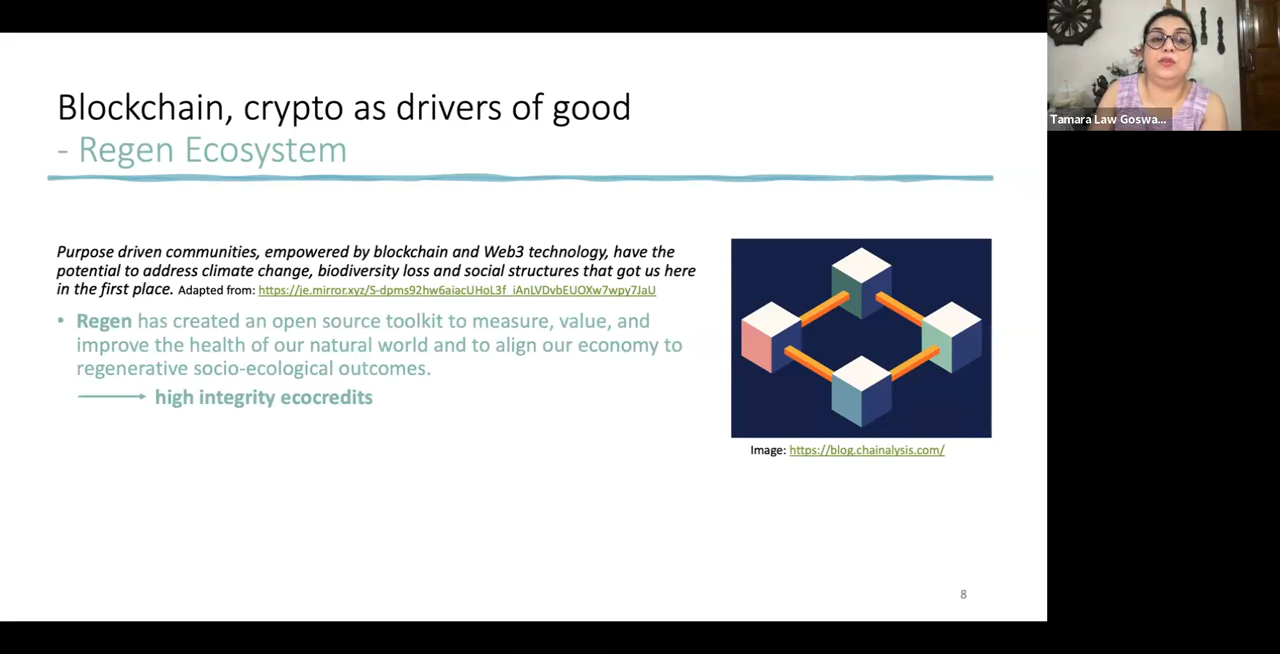 Blockchain, crypto as drivers of good
- Regen Ecosystem
Purpose driven communities, empowered by blockchain and Web3 technology, have the
potential to address climate change, biodiversity loss and social structures that got us here
in the first place. Adapted from: https://je.mirror.xyz/S-dpms92hw6aiacUHoL3f_iAnLVDvbEUOXw7wpy7JaU
• Regen has created an open source toolkit to measure, value, and
improve the health of our natural world and to align our economy to
regenerative socio-ecological outcomes.
high integrity ecocredits
Image: https://blog.chainalysis.com/
8
Tamara Law Goswa...